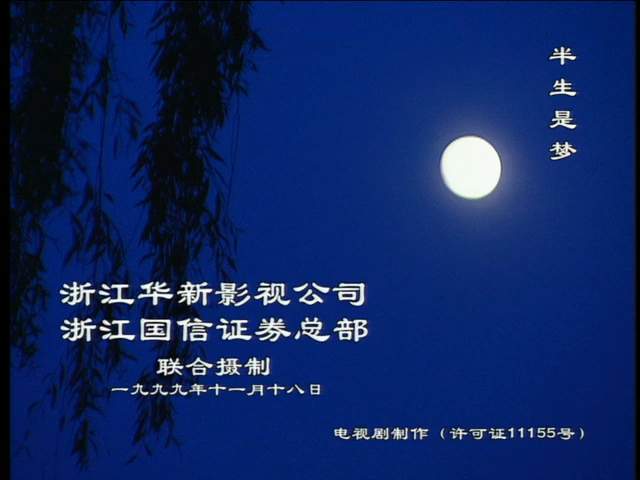 半生是梦
浙江华新影视公司
浙江国信证券总部
联合摄制
一九九九年十一月十八日
电视剧制作（许可证11155号）